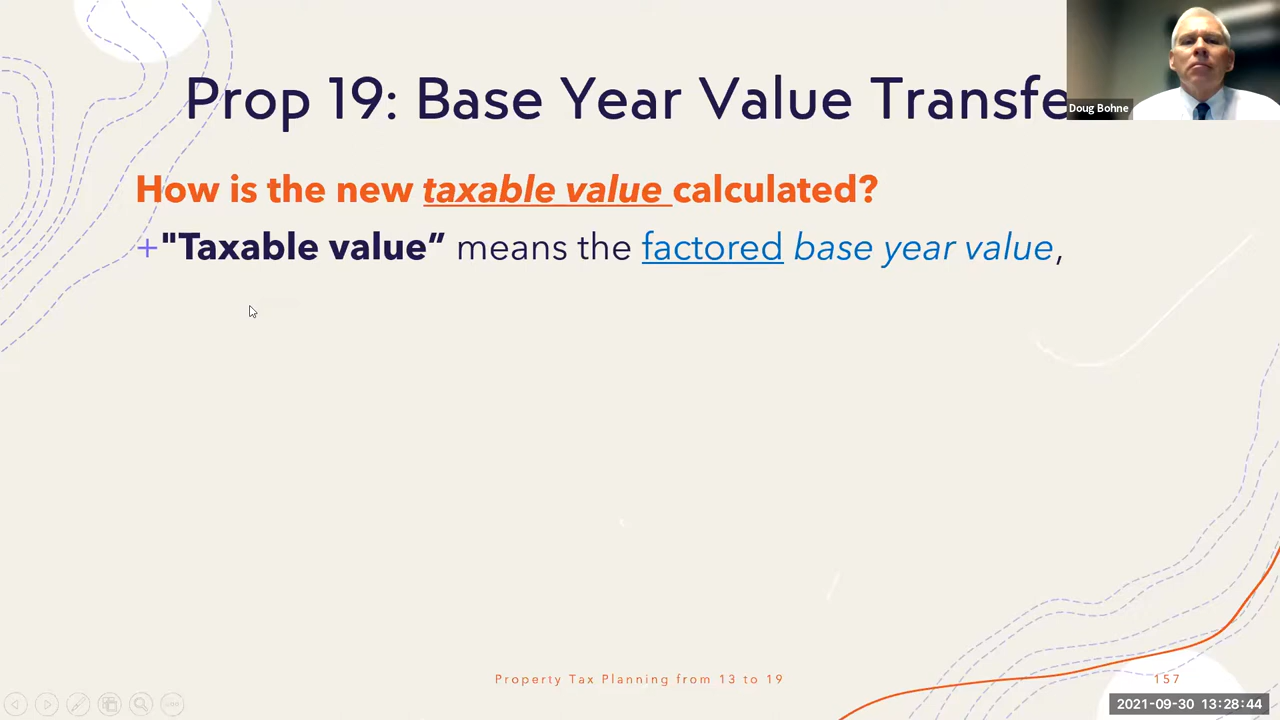 Prop 19: Base Year Value Transfe
Doug Bohne
How is the new taxable value calculated?
+"Taxable value” means the factored base year value,
Property Tax Planning from 13 to 19
157
2021-09-30 13:28:44